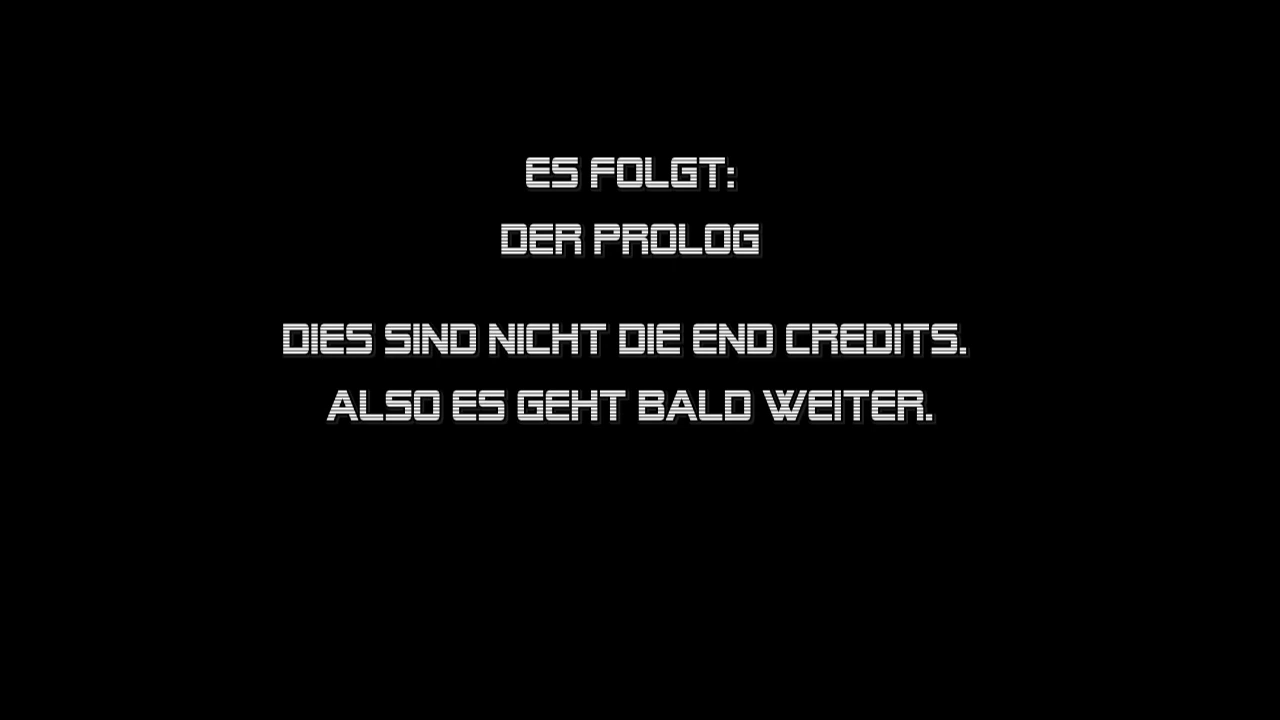 ES FOLGT:
DER PROLOG
DIES SIND NICHT DIE END CREDITS.
ALSO ES GEHT BALD WEITER.